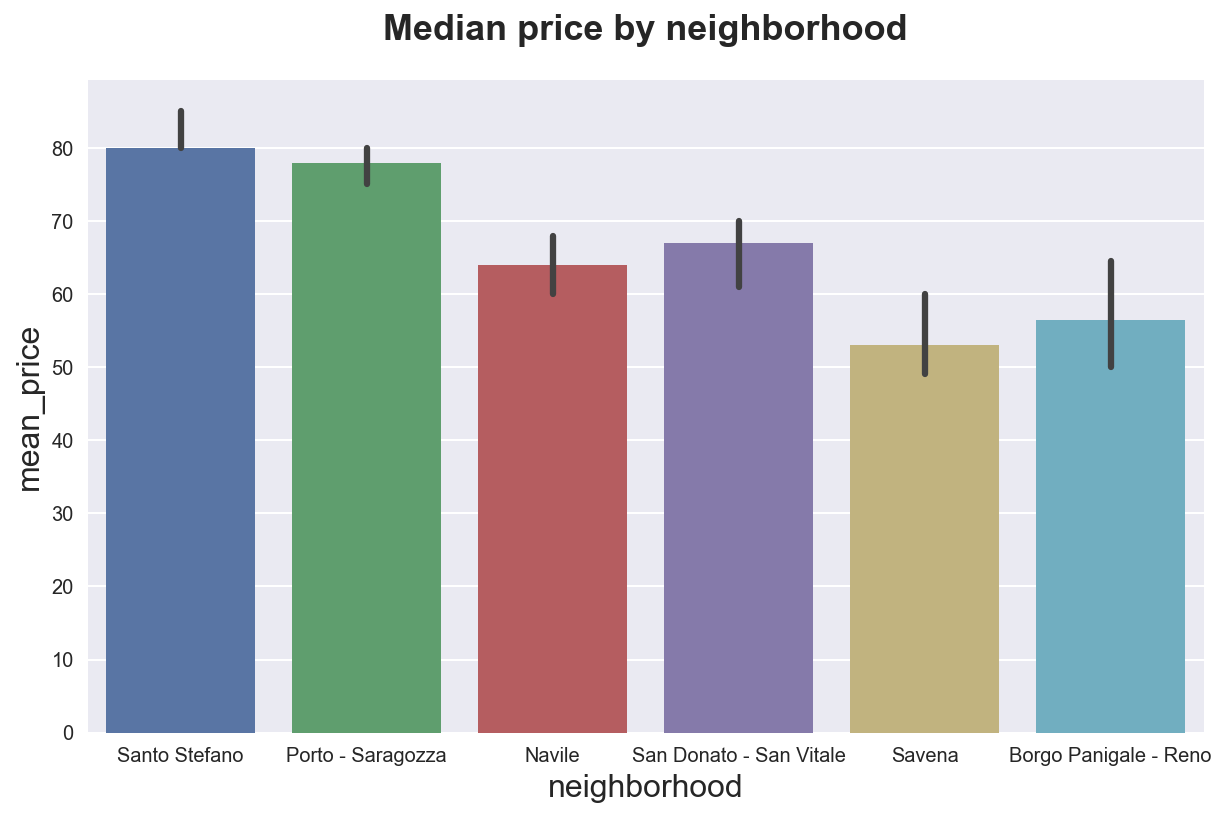 Median price by neighborhood
mean_price
80
70
60
50
40
30
20
10
0
Santo Stefano Porto - Saragozza Navile San Donato - San Vitale Savena Borgo Panigale - Reno
neighborhood